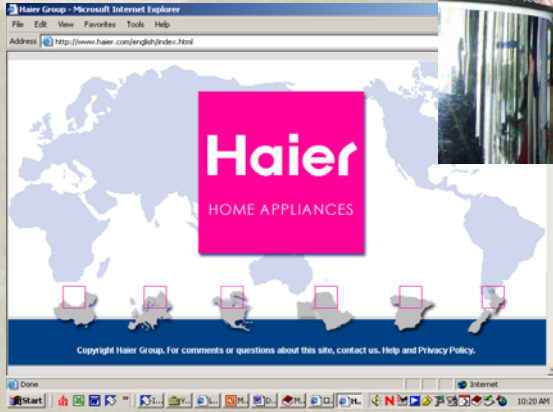 Haier Group - Microsoft Internet Explorer
File Edit View Favorites Tools Help
Address http://www.haier.com/english/index.html
Haier
HOME APPLIANCES
Copyright Haier Group. For comments or questions about this site, contact us. Help and Privacy Policy.
Done Internet
Start 10:20 AM